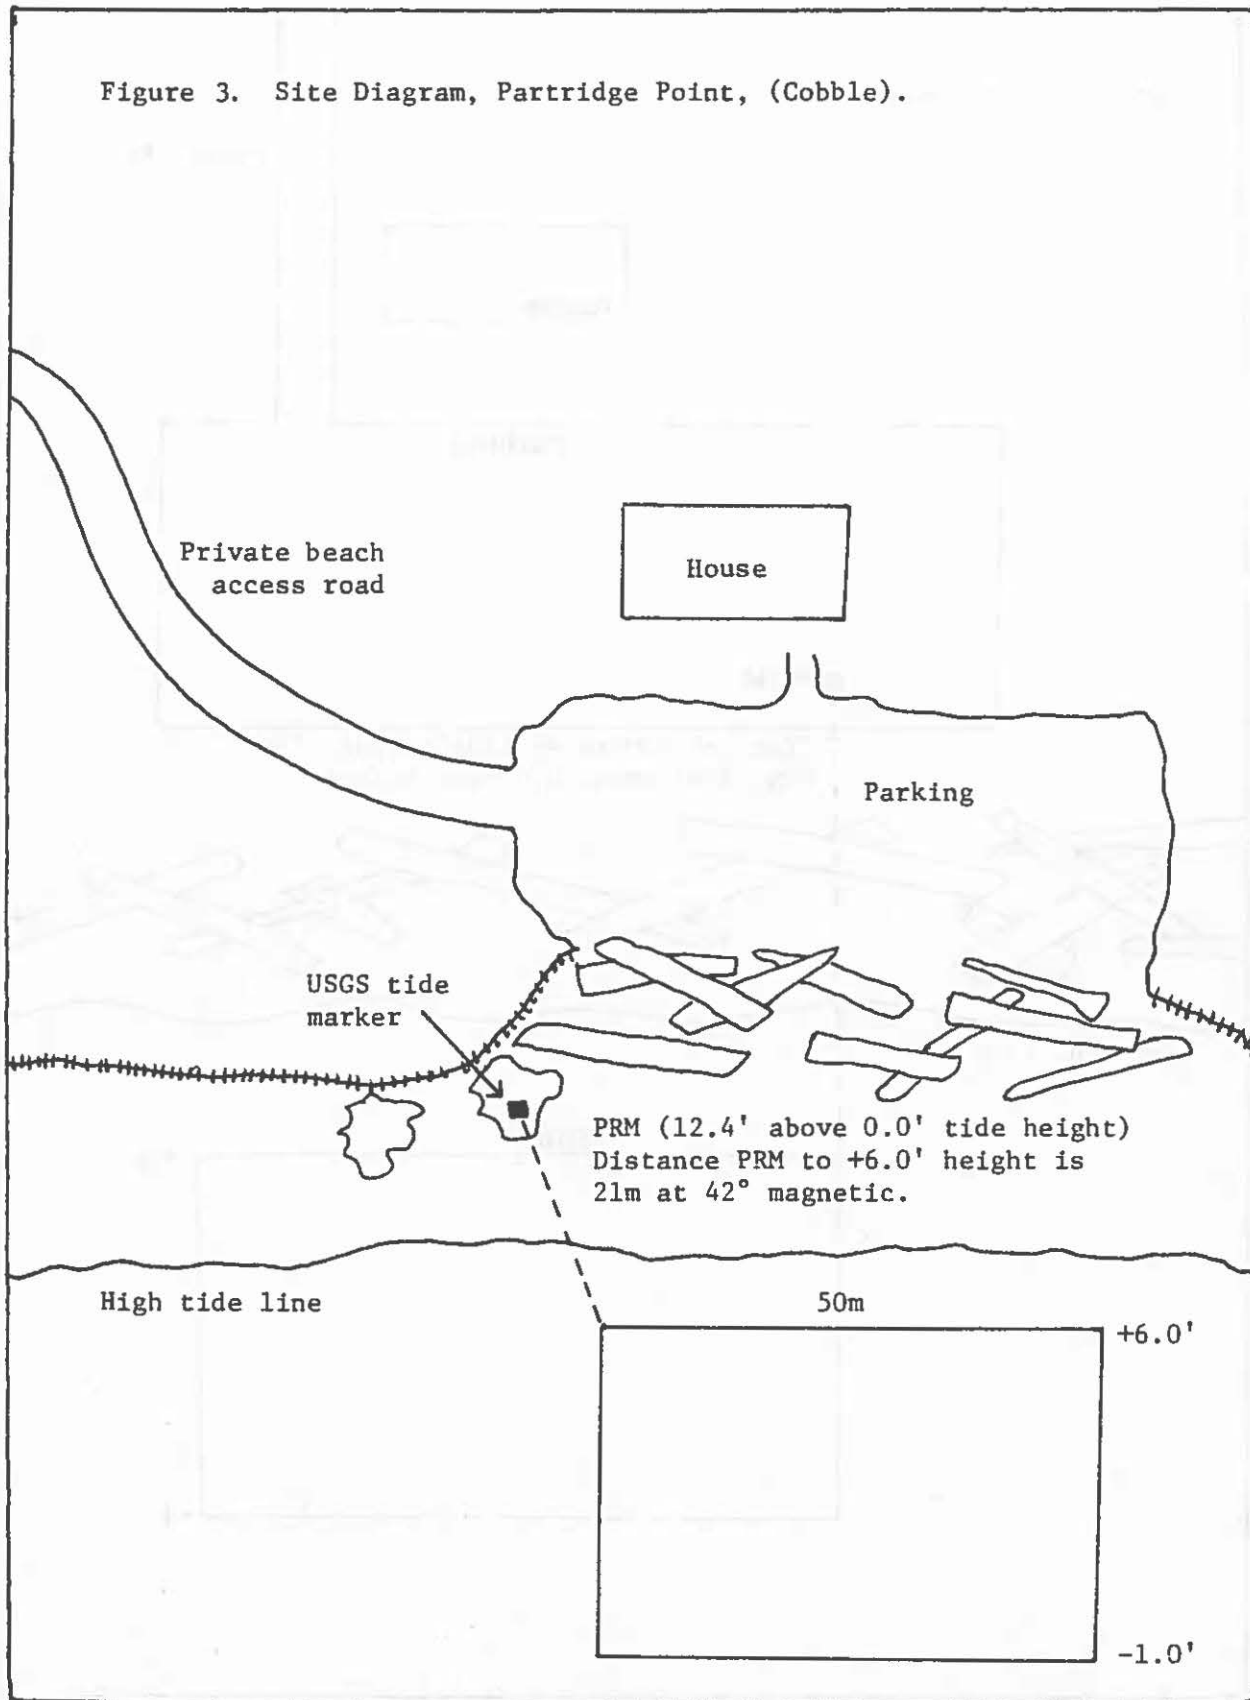 Figure 3. Site Diagram, Partridge Point, (Cobble).
Private beach
access road
House
Parking
USGS tide
marker
PRM (12.4' above 0.0' tide height)
Distance PRM to +6.0' height is
21m at 42° magnetic.
High tide line
50m
+6.0'
-1.0'